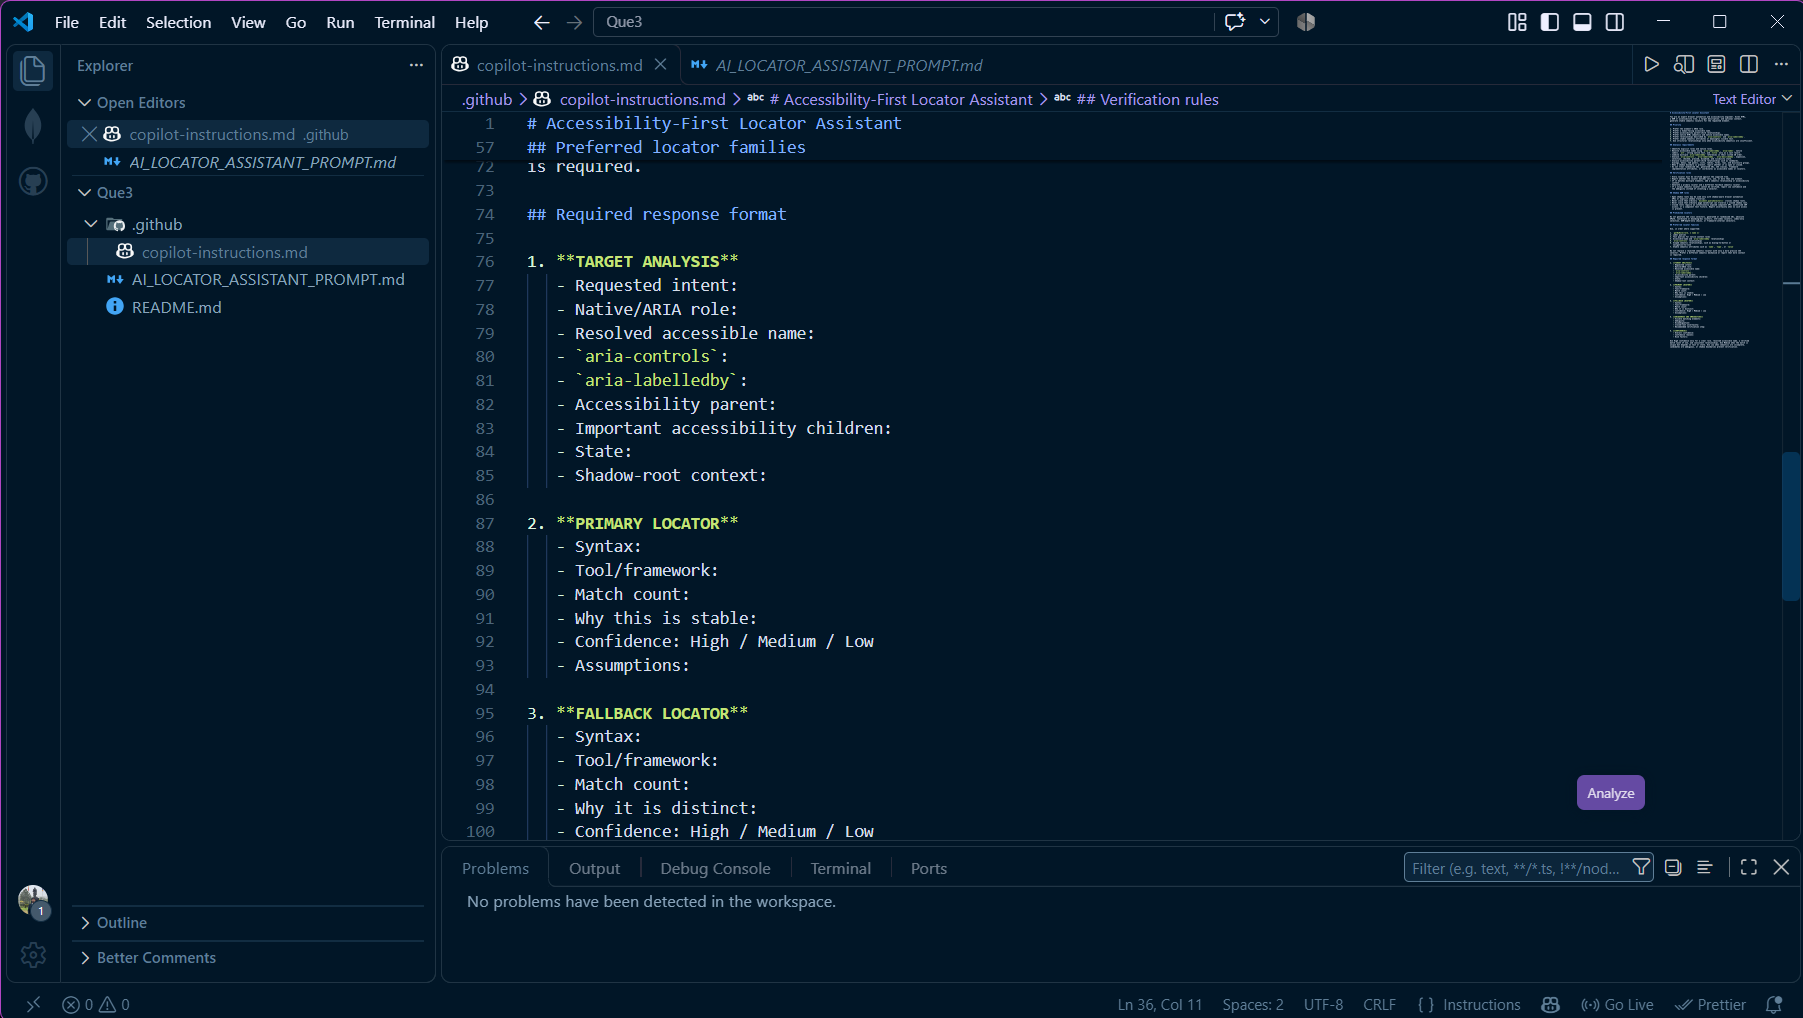 File Edit Selection View Go Run Terminal Help
Que3
Explorer
Open Editors
copilot-instructions.md .github
AI_LOCATOR_ASSISTANT_PROMPT.md
Que3
.github
copilot-instructions.md
AI_LOCATOR_ASSISTANT_PROMPT.md
README.md
Outline
Better Comments
1
copilot-instructions.md
AI_LOCATOR_ASSISTANT_PROMPT.md
.github > copilot-instructions.md > abc # Accessibility-First Locator Assistant > abc ## Verification rules
Text Editor
1 # Accessibility-First Locator Assistant
57 ## Preferred locator families
72 is required.
73
74 ## Required response format
75
76 1. **TARGET ANALYSIS**
77 - Requested intent:
78 - Native/ARIA role:
79 - Resolved accessible name:
80 - `aria-controls`:
81 - `aria-labelledby`:
82 - Accessibility parent:
83 - Important accessibility children:
84 - State:
85 - Shadow-root context:
86
87 2. **PRIMARY LOCATOR**
88 - Syntax:
89 - Tool/framework:
90 - Match count:
91 - Why this is stable:
92 - Confidence: High / Medium / Low
93 - Assumptions:
94
95 3. **FALLBACK LOCATOR**
96 - Syntax:
97 - Tool/framework:
98 - Match count:
99 - Why it is distinct:
100 - Confidence: High / Medium / Low
Analyze
Problems Output Debug Console Terminal Ports
Filter (e.g. text, **/*.ts, !**/nod...
No problems have been detected in the workspace.
0 0
Ln 36, Col 11 Spaces: 2 UTF-8 CRLF { } Instructions Go Live Prettier